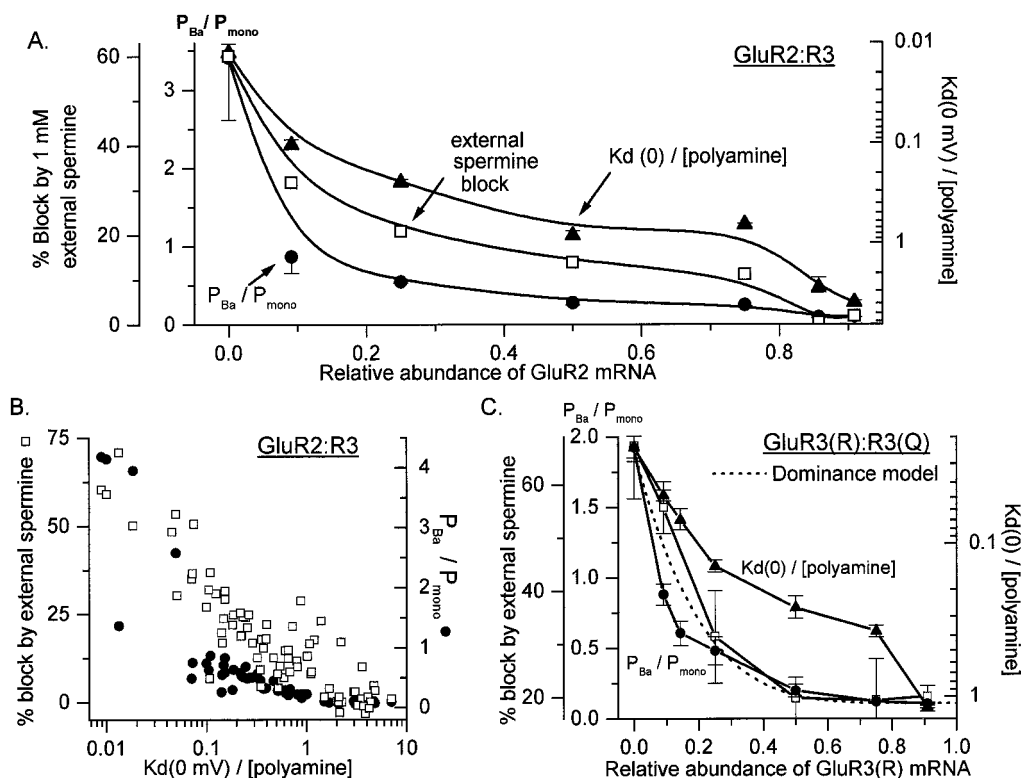 A.
P_Ba / P_mono
GluR2:R3
60
40
20
0
% Block by 1 mM
external spermine
3
2
1
0
0.01
0.1
1
Kd(0 mV) / [polyamine]
external
spermine
block
Kd (0) / [polyamine]
P_Ba / P_mono
0.0
0.2
0.4
0.6
0.8
Relative abundance of GluR2 mRNA
B.
GluR2:R3
75
50
25
0
% block by external spermine
4
3
2
1
0
P_Ba / P_mono
0.01
0.1
1
10
Kd(0 mV) / [polyamine]
C.
P_Ba / P_mono
GluR3(R):R3(Q)
Dominance model
60
40
20
% block by external spermine
2.0
1.5
1.0
0.5
0.0
0.1
1
Kd(0) / [polyamine]
Kd(0) / [polyamine]
P_Ba / P_mono
0.0
0.2
0.4
0.6
0.8
1.0
Relative abundance of GluR3(R) mRNA